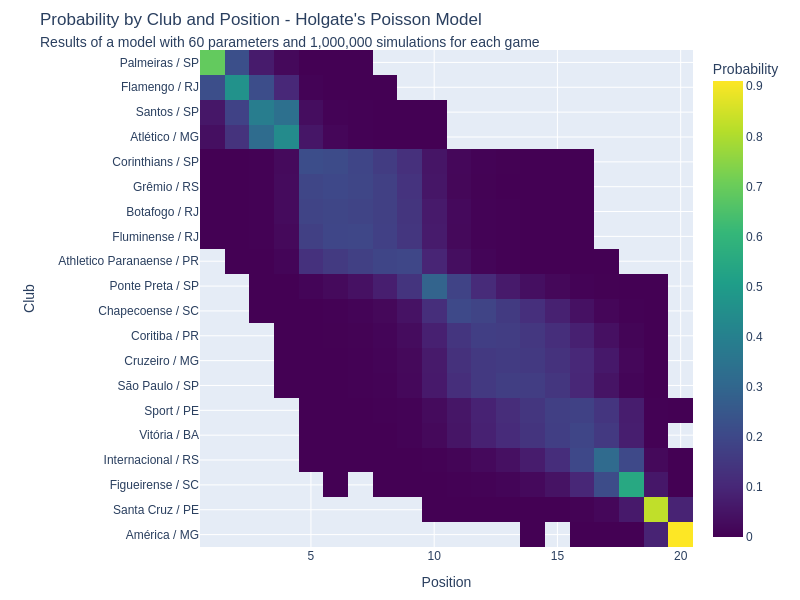 Probability by Club and Position - Holgate's Poisson Model
Results of a model with 60 parameters and 1,000,000 simulations for each game
Probability
Palmeiras / SP
Flamengo / RJ
Santos / SP
Atlético / MG
Corinthians / SP
Grêmio / RS
Botafogo / RJ
Fluminense / RJ
Athletico Paranaense / PR
Ponte Preta / SP
Chapecoense / SC
Coritiba / PR
Cruzeiro / MG
São Paulo / SP
Sport / PE
Vitória / BA
Internacional / RS
Figueirense / SC
Santa Cruz / PE
América / MG
Club
5
10
15
20
Position
0.9
0.8
0.7
0.6
0.5
0.4
0.3
0.2
0.1
0